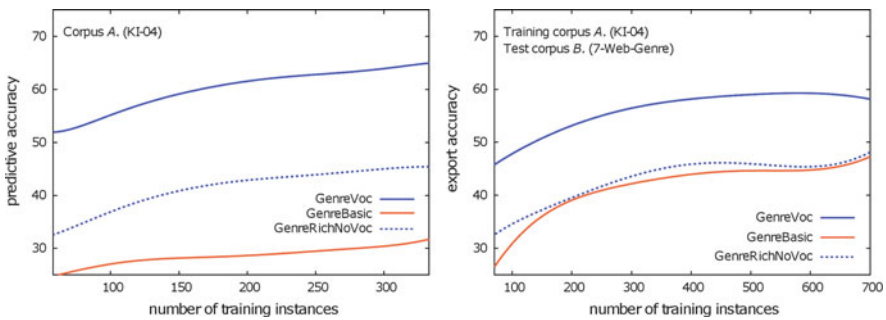 Corpus A. (KI-04)
70
60
50
40
30
predictive accuracy
GenreVoc
GenreBasic
GenreRichNoVoc
100 150 200 250 300
number of training instances
Training corpus A. (KI-04)
Test corpus B. (7-Web-Genre)
70
60
50
40
30
export accuracy
GenreVoc
GenreBasic
GenreRichNoVoc
100 200 300 400 500 600 700
number of training instances